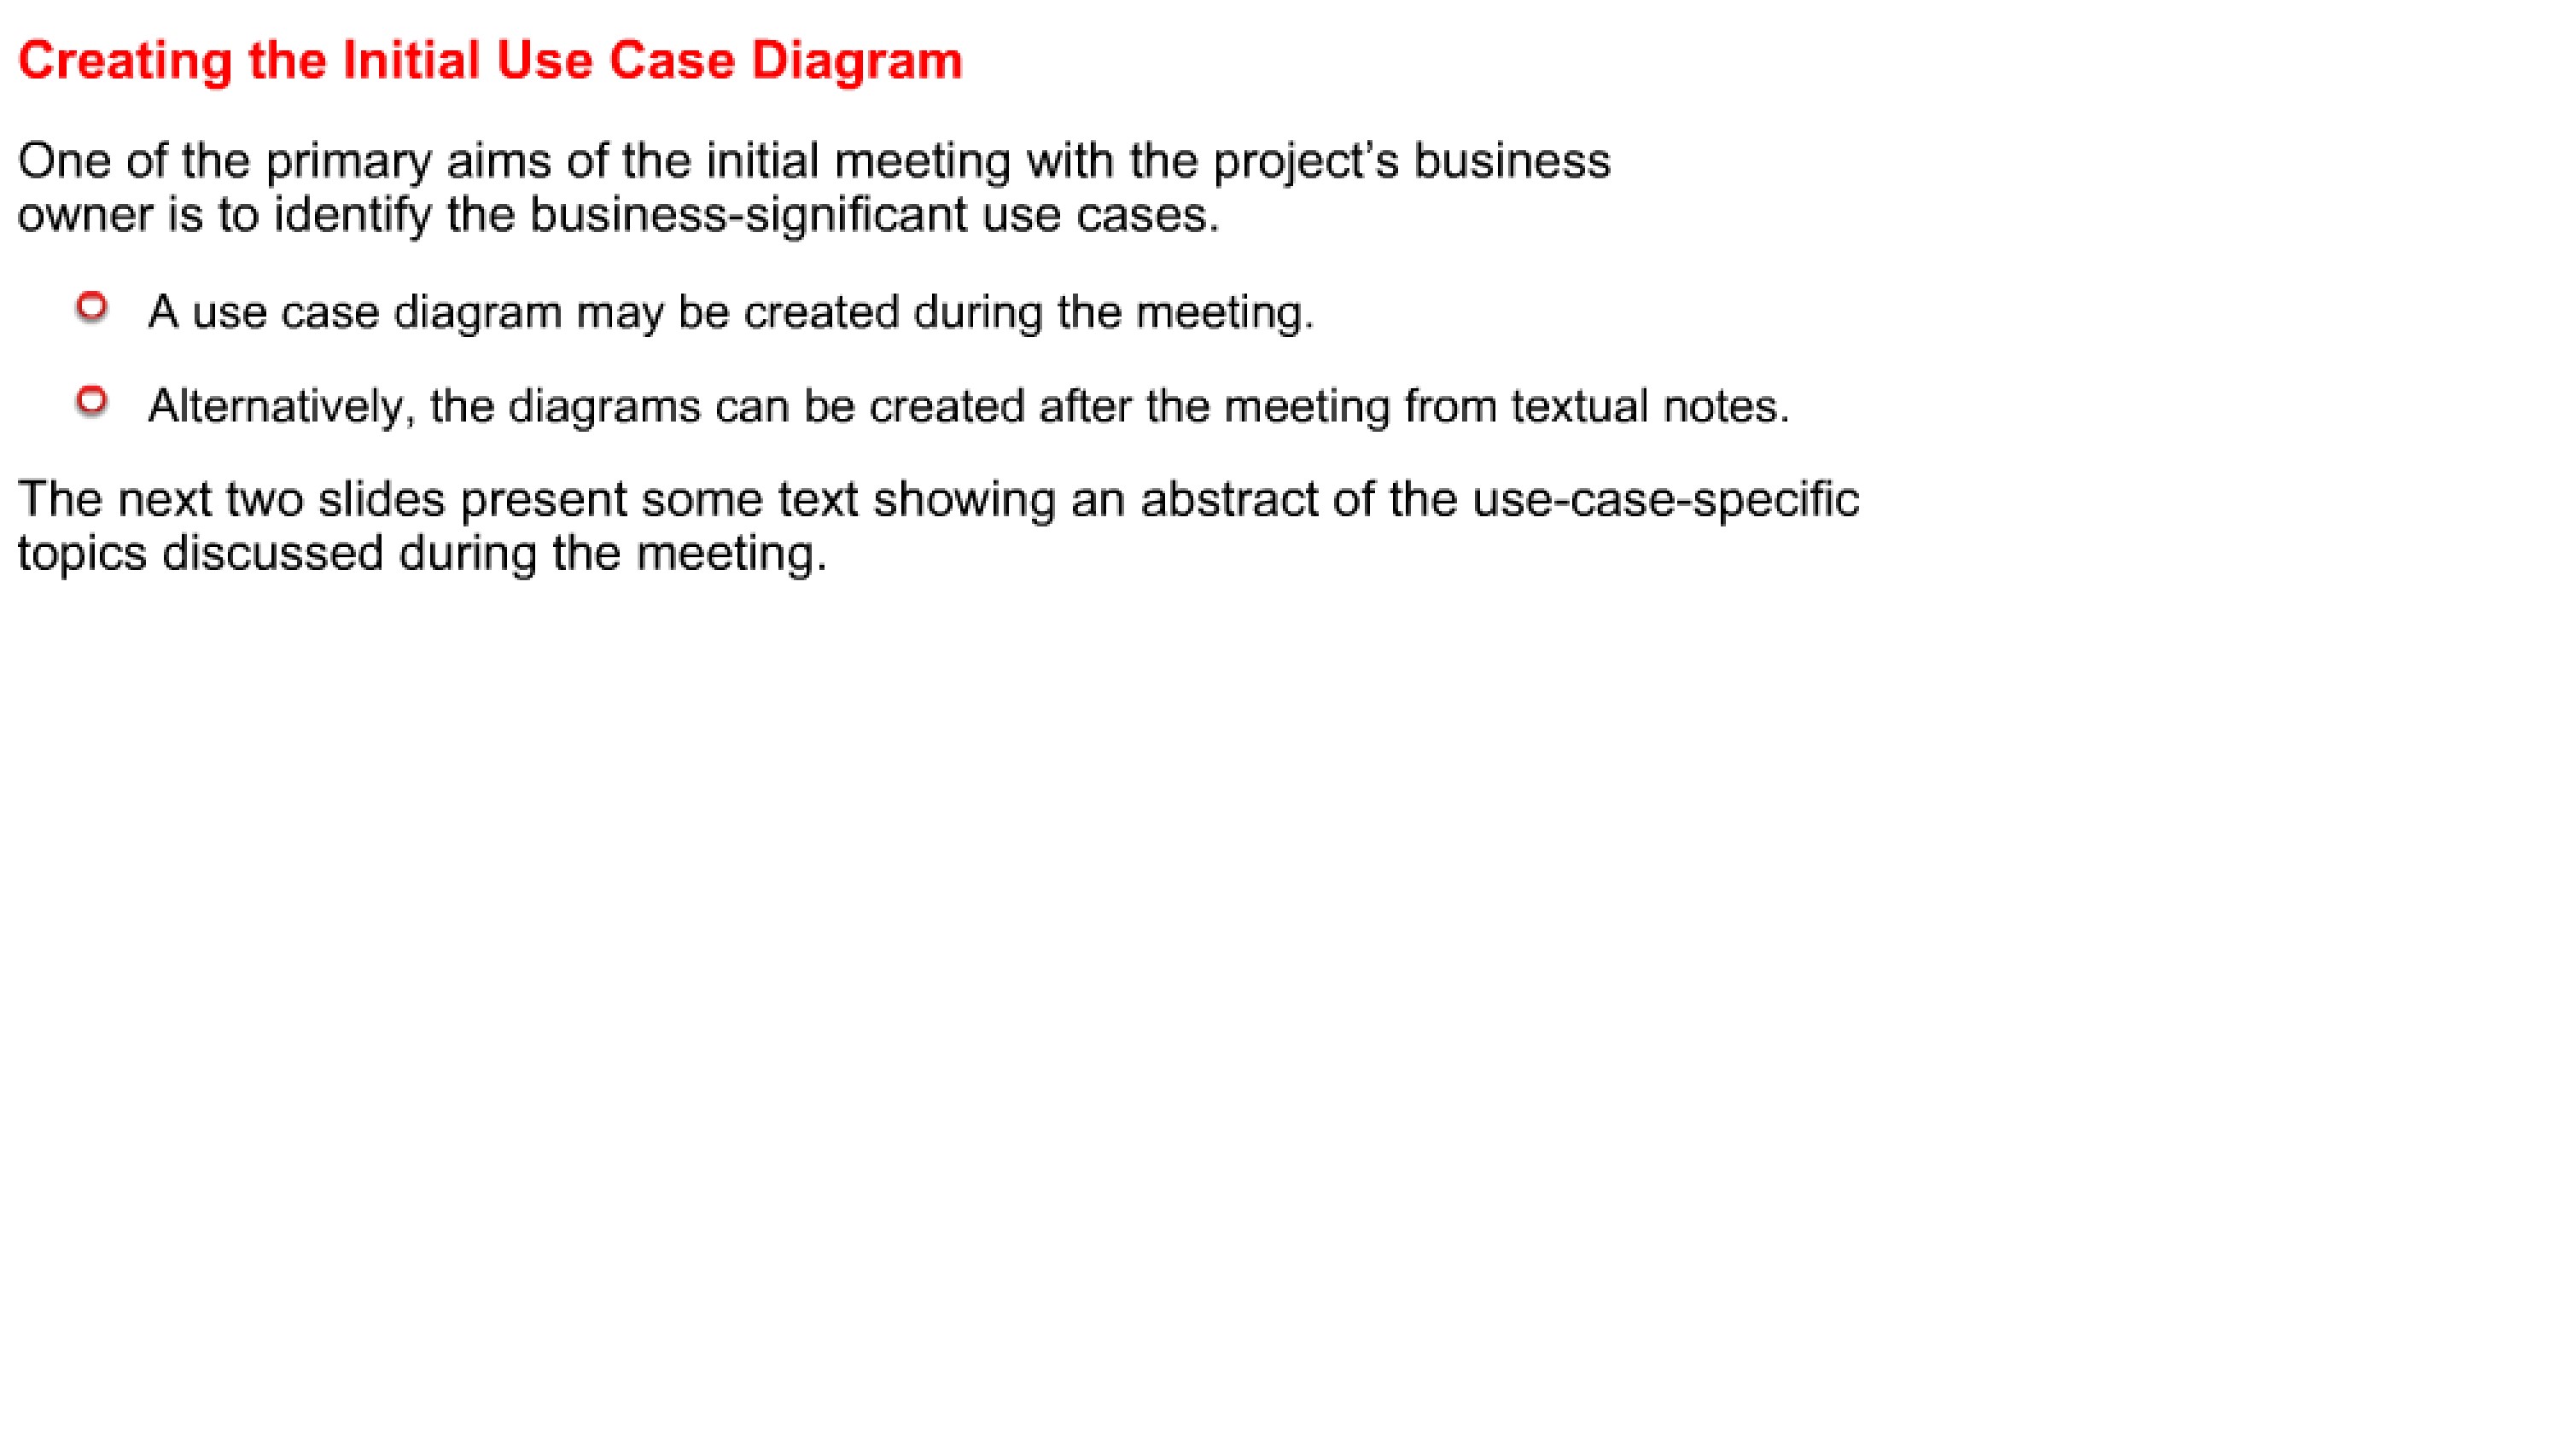 Creating the Initial Use Case Diagram
One of the primary aims of the initial meeting with the project’s business
owner is to identify the business-significant use cases.
A use case diagram may be created during the meeting.
Alternatively, the diagrams can be created after the meeting from textual notes.
The next two slides present some text showing an abstract of the use-case-specific
topics discussed during the meeting.